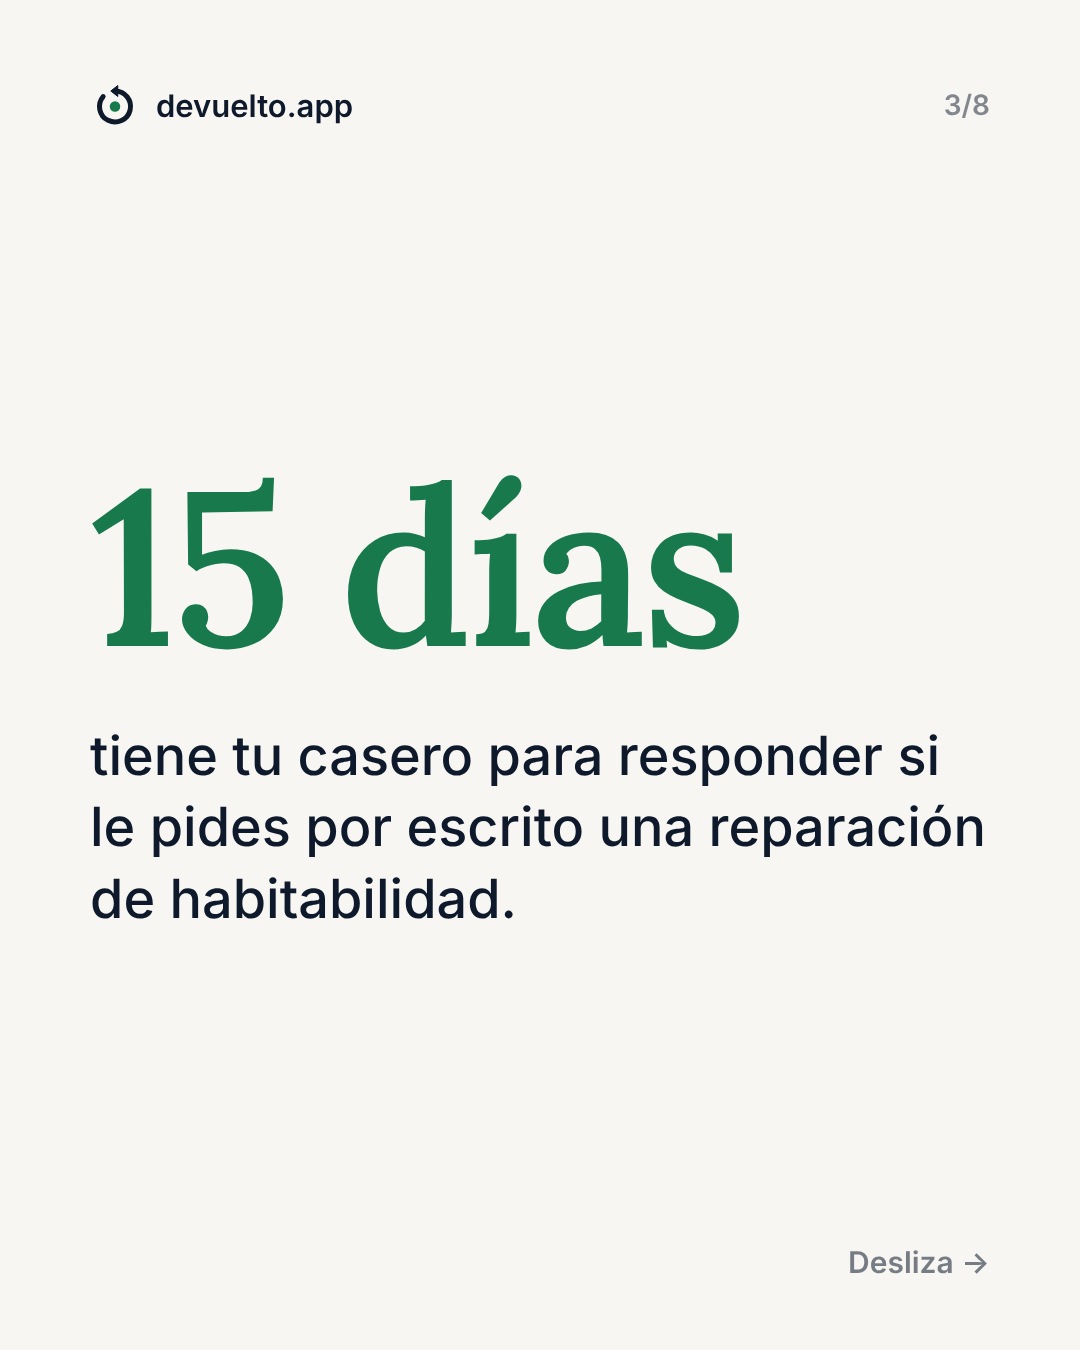 devuelto.app
3/8
15 días
tiene tu casero para responder si
le pides por escrito una reparación
de habitabilidad.
Desliza →